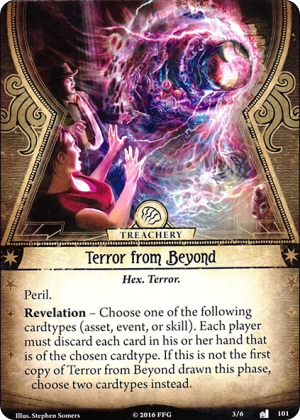 TREACHERY
Terror from Beyond
Hex. Terror.
Peril.
Revelation – Choose one of the following
cardtypes (asset, event, or skill). Each player
must discard each card in his or her hand that
is of the chosen cardtype. If this is not the first
copy of Terror from Beyond drawn this phase,
choose two cardtypes instead.
Illus. Stephen Somers
© 2016 FFG
3/6
101